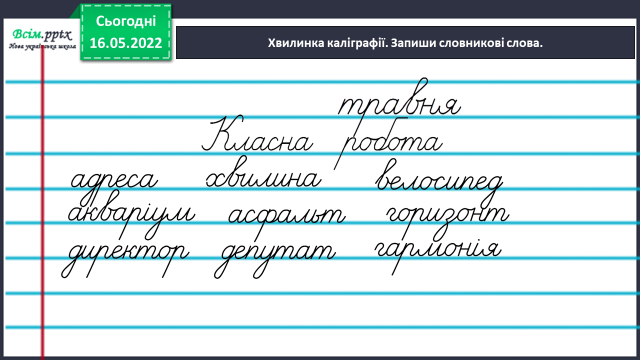 Всім.pptx
Нова українська школа
Сьогодні
16.05.2022
Хвилинка каліграфії. Запиши словникові слова.
травня
Класна робота
адреса хвилина велосипед
акваріум асфальт горизонт
директор депутат гармонія